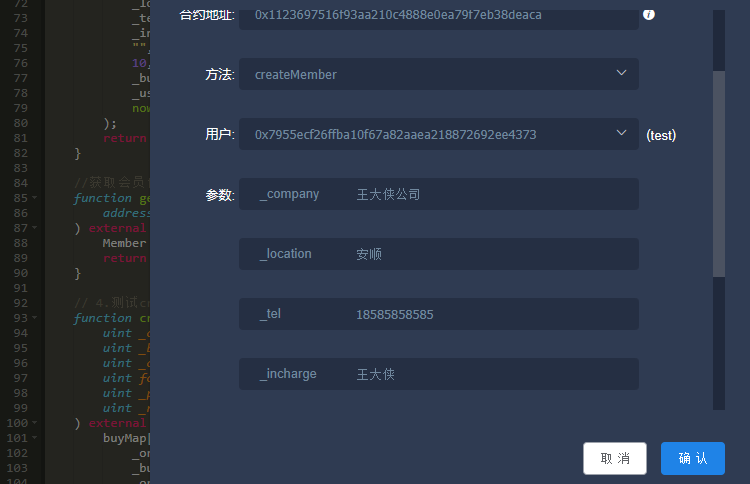 72 _lo
73 _te
74 _in
75 "",
76 10,
77 _bu
78 _us
79 now
80 );
81 return
82 }
83
84 //获取会员
85 function ge
86 address
87 ) external
88 Member
89 return
90 }
91
92 // 4.测试c
93 function cr
94 uint _
95 uint _
96 uint _
97 uint fo
98 uint _p
99 uint _
100 ) external
101 buyMap[
102 _or
103 _bu
104
合约地址: 0x1123697516f93aa210c4888e0ea79f7eb38deaca
方法: createMember
用户: 0x7955ecf26ffba10f67a82aaea218872692ee4373 (test)
参数: _company 王大侠公司
_location 安顺
_tel 18585858585
_incharge 王大侠
取消 确认